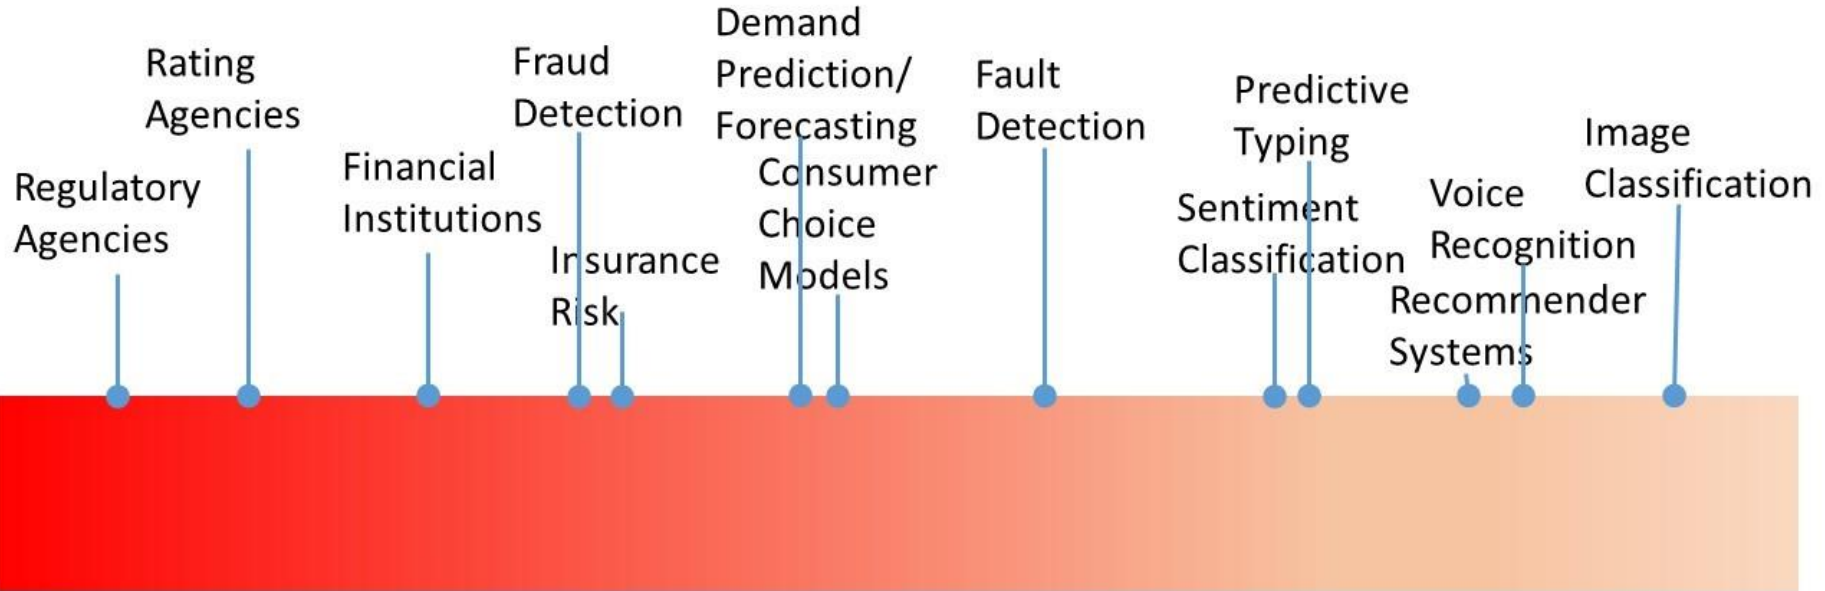 Regulatory
Agencies
Rating
Agencies
Financial
Institutions
Fraud
Detection
Insurance
Risk
Demand
Prediction/
Forecasting
Consumer
Choice
Models
Fault
Detection
Sentiment
Classification
Predictive
Typing
Recommender
Systems
Voice
Recognition
Image
Classification